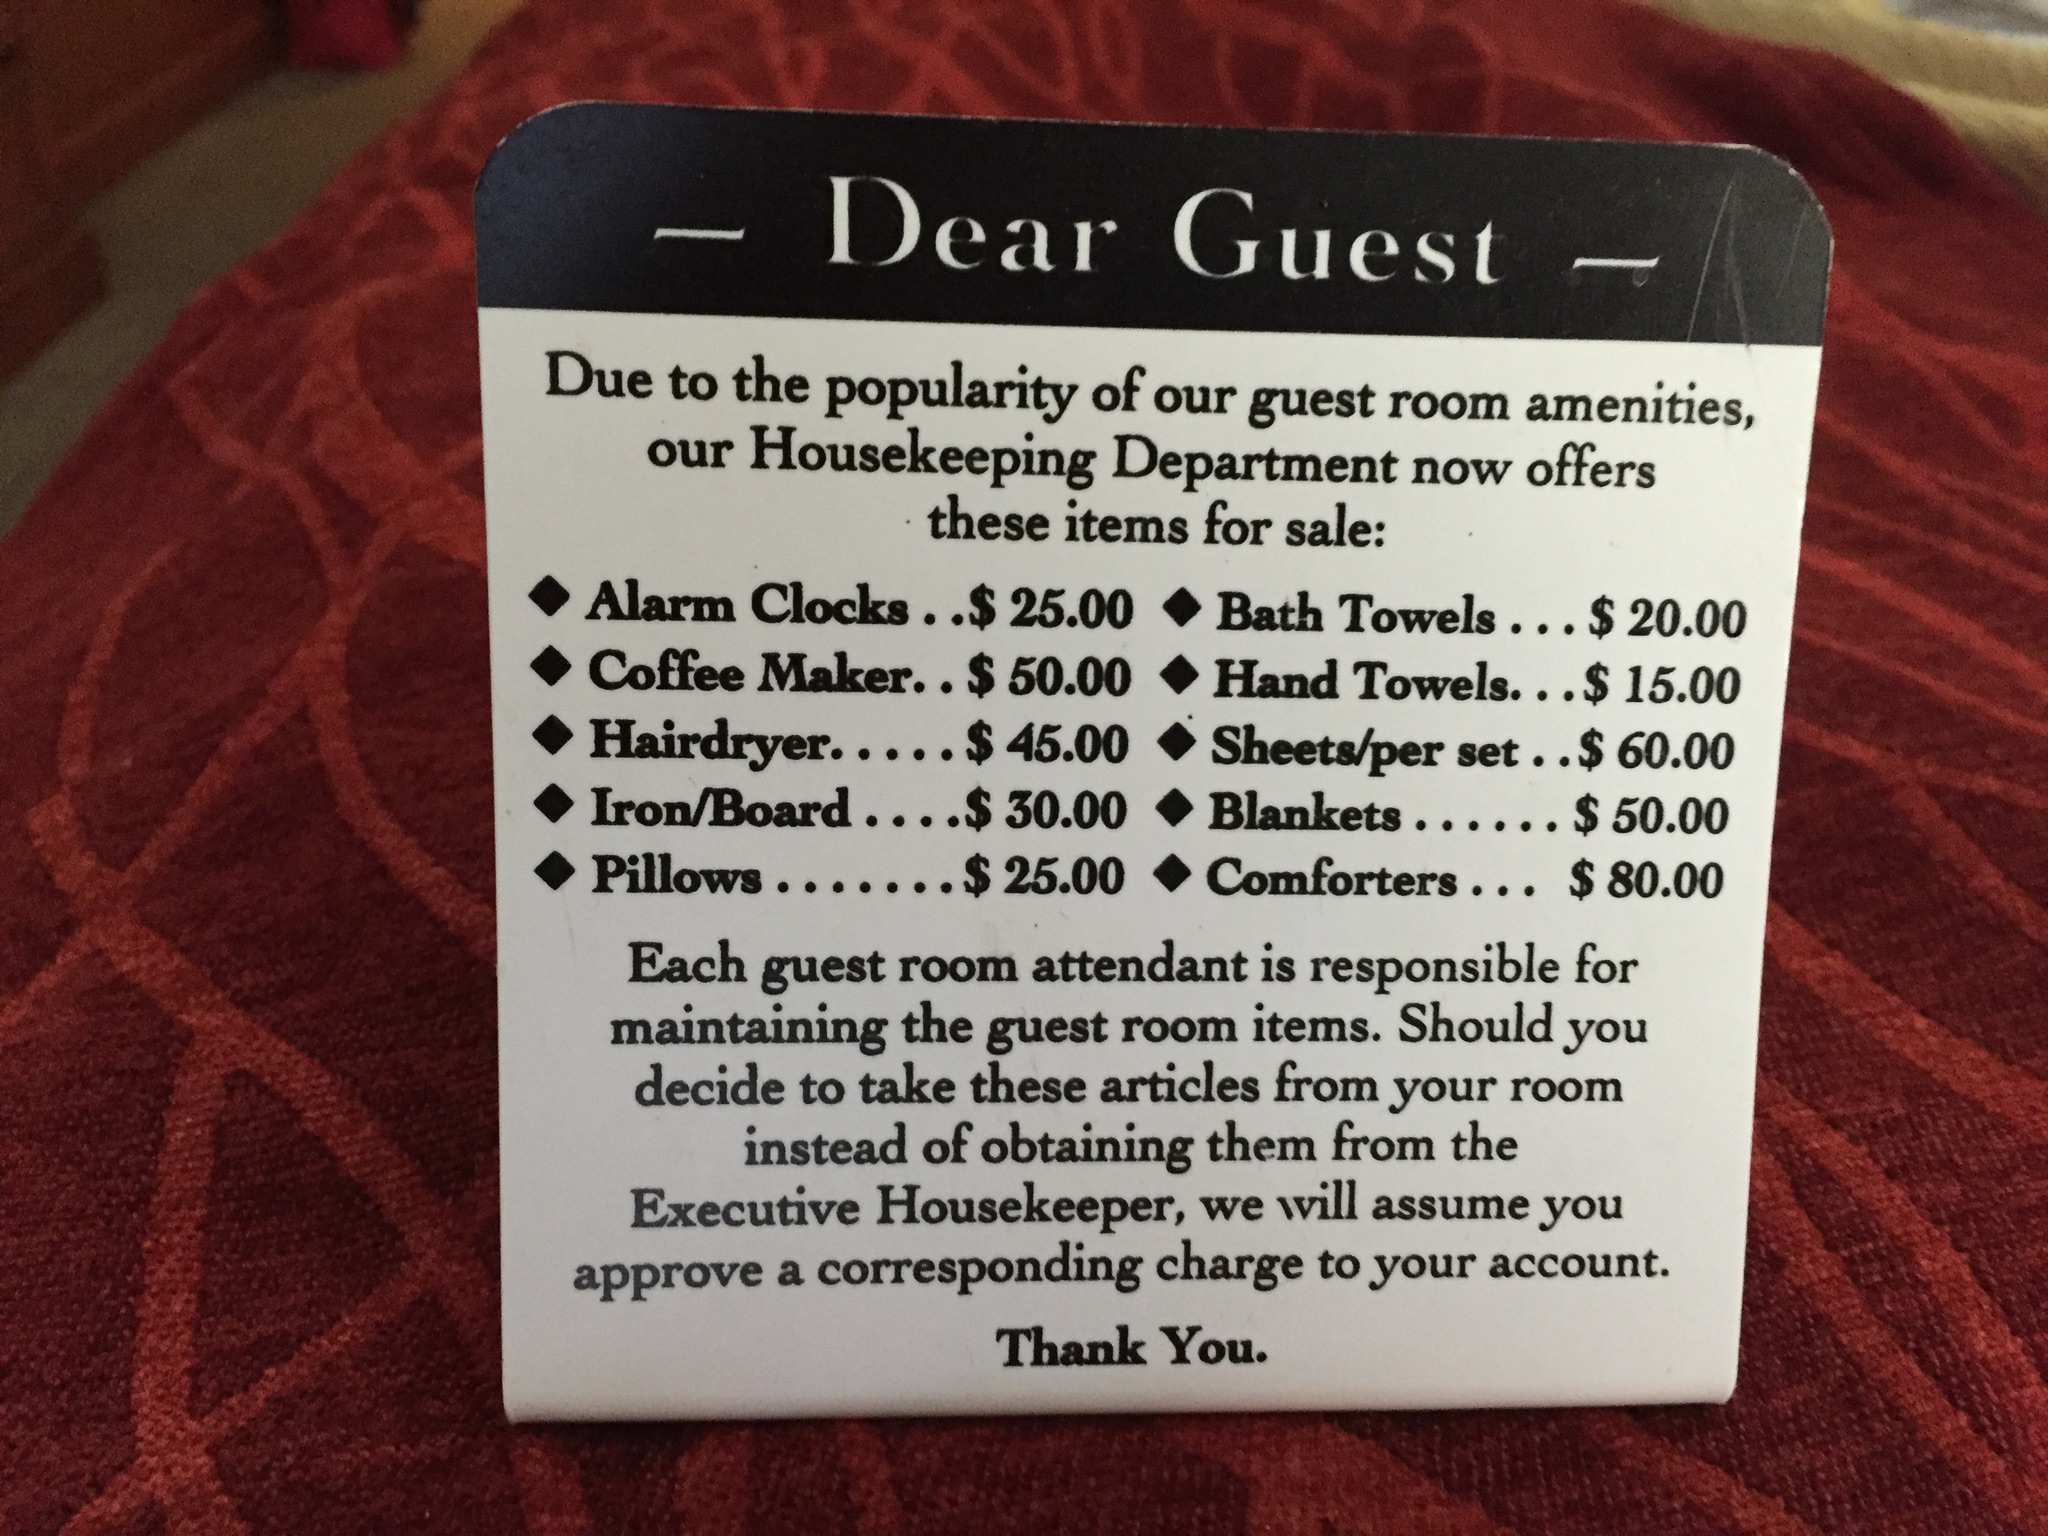 — Dear Guest —
Due to the popularity of our guest room amenities,
our Housekeeping Department now offers
these items for sale:
◆ Alarm Clocks . . $ 25.00 ◆ Bath Towels . . . $ 20.00
◆ Coffee Maker. . . $ 50.00 ◆ Hand Towels. . . $ 15.00
◆ Hairdryer. . . . . . $ 45.00 ◆ Sheets/per set . . $ 60.00
◆ Iron/Board . . . . $ 30.00 ◆ Blankets . . . . . . $ 50.00
◆ Pillows . . . . . . . $ 25.00 ◆ Comforters . . . $ 80.00
Each guest room attendant is responsible for
maintaining the guest room items. Should you
decide to take these articles from your room
instead of obtaining them from the
Executive Housekeeper, we will assume you
approve a corresponding charge to your account.
Thank You.